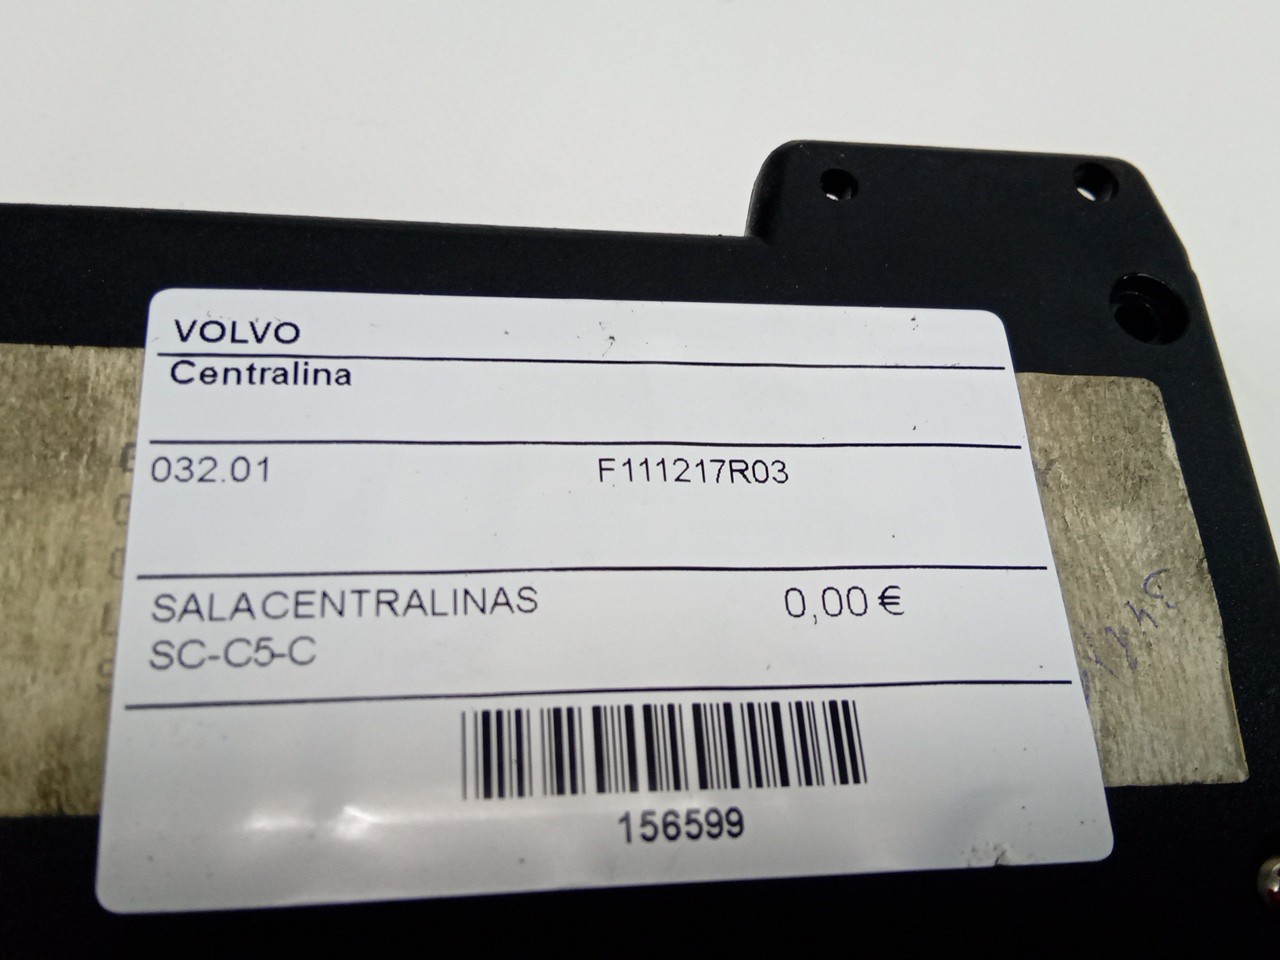 VOLVO
Centralina
032.01 F111217R03
SALACENTRALINAS 0,00 €
SC-C5-C
156599